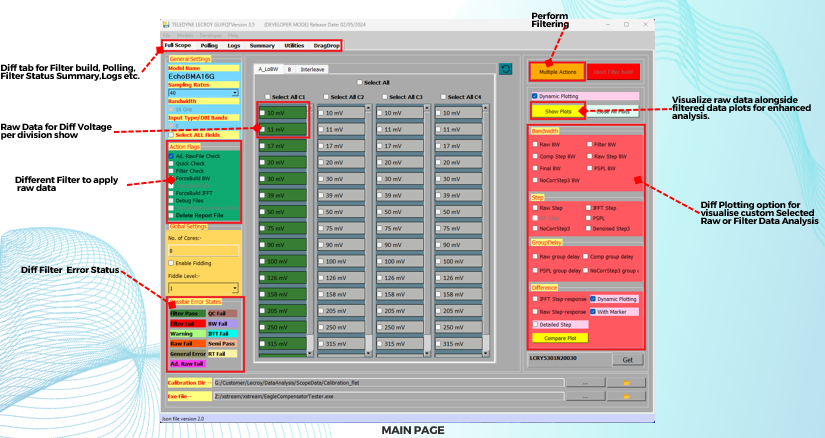 Perform
Filtering
TELEDYNE LECROY GUI(QTVersion 3.5 (DEVELOPER MODE) Release Date: 02/05/2024
File Models Developer Help
Full Scope Polling Logs Summary Utilities DragDrop
Diff tab for Filter build, Polling,
Filter Status Summary,Logs etc.
General Settings
Model Name
EchoBMA16G
Sampling Rates
40
Bandwidth
16 GHz
Input Type/DBI Bands
Select ALL Fields
A_LoBW B Interleave
Select All
Select All C1 Select All C2 Select All C3 Select All C4
10 mV 10 mV 10 mV 10 mV
11 mV 11 mV 11 mV 11 mV
17 mV 17 mV 17 mV 17 mV
20 mV 20 mV 20 mV 20 mV
30 mV 30 mV 30 mV 30 mV
39 mV 39 mV 39 mV 39 mV
50 mV 50 mV 50 mV 50 mV
75 mV 75 mV 75 mV 75 mV
90 mV 90 mV 90 mV 90 mV
100 mV 100 mV 100 mV 100 mV
126 mV 126 mV 126 mV 126 mV
158 mV 158 mV 158 mV 158 mV
205 mV 205 mV 205 mV 205 mV
250 mV 250 mV 250 mV 250 mV
315 mV 315 mV 315 mV 315 mV
Raw Data for Diff Voltage
per division show
Action Flags
Ad. RawFile Check
Quick Check
Filter Check
ForceBuild BW
ForceBuild IFFT
Debug Files
Delete Report File
Different Filter to apply
raw data
Global Settings
No. of Cores:-
8
Enable Fiddling
Fiddle Level:-
1
Diff Filter Error Status
Possible Error States
Filter Pass QC Fail
Filter Fail BW Fail
Warning IFFT Fail
Raw Fail Semi Pass
General Error RT Fail
Ad. Raw Fail
Multiple Actions Abort Filter Build
Dynamic Plotting
Show Plots Close All Plots
Visualize raw data alongside
filtered data plots for enhanced
analysis.
Bandwidth
Raw BW Filter BW
Comp Step BW Raw Step BW
Final BW PSPL BW
NoCorrStep3 BW
Step
Raw Step IFFT Step
PSPL
NoCorrStep3 Denoised Step3
Diff Plotting option for
visualise custom Selected
Raw or Filter Data Analysis
GroupDelay
Raw group delay Comp group delay
PSPL group delay NoCorrStep3 group
Difference
IFFT Step-response Dynamic Plotting
Raw Step-response With Marker
Detailed Step
Compare Plot
LCRY5301R20030 Get
Calibration Dir -- G:/Customer/Lecroy/DataAnalysis/ScopeData/Calibration_flat ...
Exe File-- Z:/xstream/xstream/EagleCompensatorTester.exe ...
Json file version 2.0
MAIN PAGE